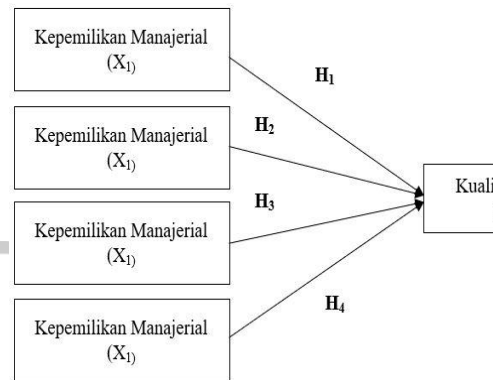 Kepemilikan Manajerial
(X1)
H1
Kepemilikan Manajerial
(X1)
H2
Kuali
Kepemilikan Manajerial
(X1)
H3
Kepemilikan Manajerial
(X1)
H4